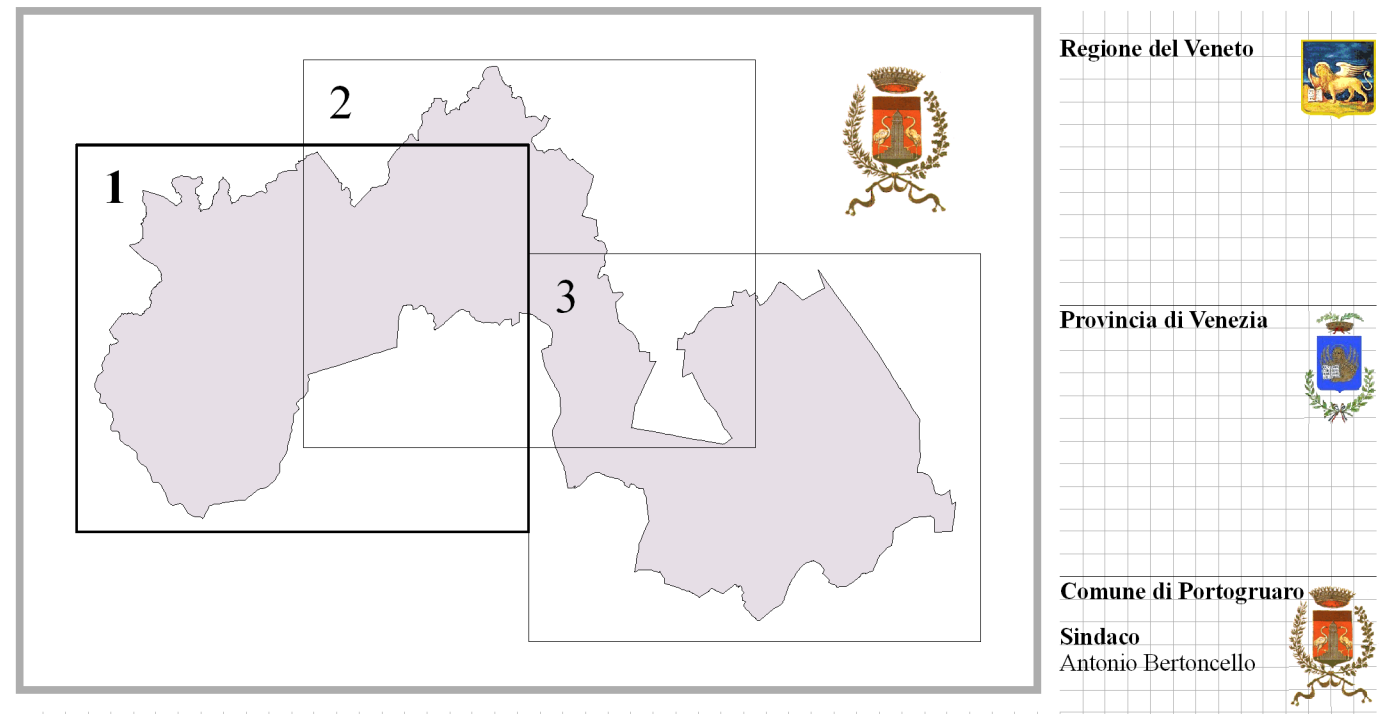 2
1
3
Regione del Veneto
Provincia di Venezia
Comune di Portogruaro
Sindaco
Antonio Bertoncello